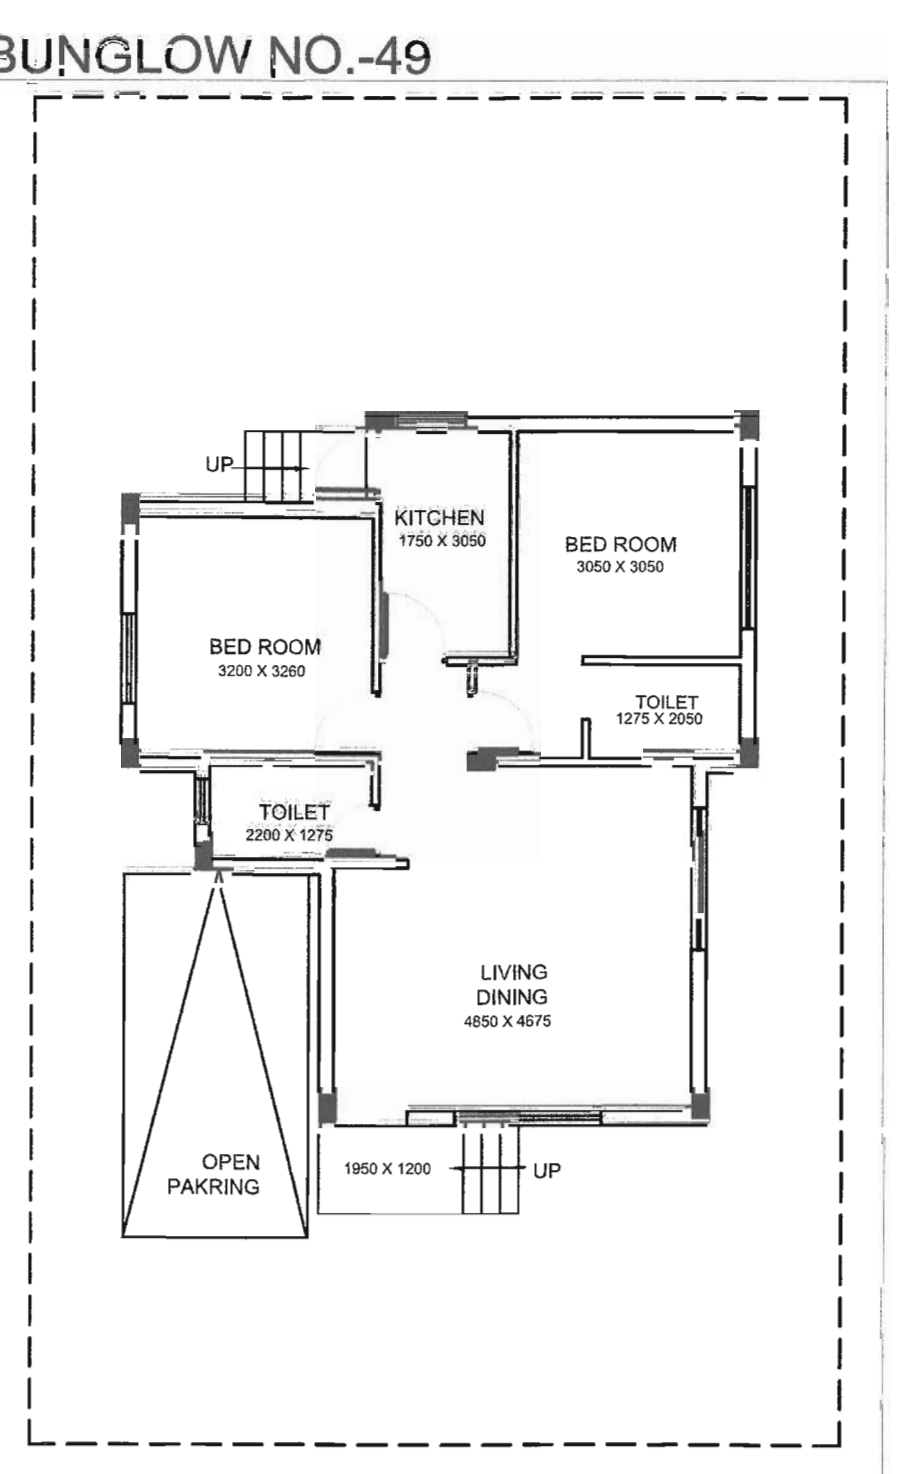 BUNGLOW NO.-49
UP
KITCHEN
1750 X 3050
BED ROOM
3050 X 3050
BED ROOM
3200 X 3260
TOILET
1275 X 2050
TOILET
2200 X 1275
LIVING
DINING
4850 X 4675
OPEN
PAKRING
1950 X 1200
UP